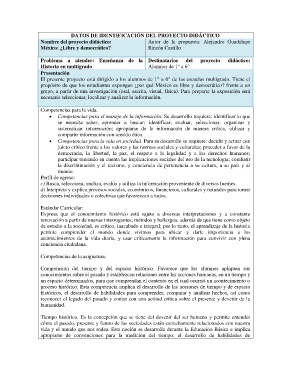 DATOS DE IDENTIFICACIÓN DEL PROYECTO DIDÁCTICO
Nombre del proyecto didáctico:
México: ¿Libre y democrático?
Autor de la propuesta: Alejandro Guadalupe
Rincón Castillo
Problema a atender: Enseñanza de la
Historia en multigrado
Destinatarios del proyecto didáctico:
Alumnos de 1° a 6°
Presentación
El presente proyecto está dirigido a los alumnos de 1° a 6° de las escuelas multigrado. Tiene el
propósito de que los estudiantes expongan ¿por qué México es libre y democrático? frente a un
grupo, a partir de una investigación (oral, escrita, visual, física). Para preparar la exposición será
necesario seleccionar, localizar y analizar la información.
Competencias para la vida:
• Competencias para el manejo de la información. Su desarrollo requiere: identificar lo que
se necesita saber; aprender a buscar; identificar, evaluar, seleccionar, organizar y
sistematizar información; apropiarse de la información de manera crítica, utilizar y
compartir información con sentido ético.
• Competencias para la vida en sociedad. Para su desarrollo se requiere: decidir y actuar con
juicio crítico frente a los valores y las normas sociales y culturales; proceder a favor de la
democracia, la libertad, la paz, el respeto a la legalidad y a los derechos humanos;
participar tomando en cuenta las implicaciones sociales del uso de la tecnología; combatir
la discriminación y el racismo, y conciencia de pertenencia a su cultura, a su país y al
mundo.
Perfil de egreso:
c) Busca, selecciona, analiza, evalúa y utiliza la información proveniente de diversas fuentes.
d) Interpreta y explica procesos sociales, económicos, financieros, culturales y naturales para tomar
decisiones individuales o colectivas que favorezcan a todos.
Estándar Curricular:
Expresa que el conocimiento histórico está sujeto a diversas interpretaciones y a constante
renovación a partir de nuevas interrogantes, métodos y hallazgos, además de que tiene como objeto
de estudio a la sociedad, es crítico, inacabado e integral; por lo tanto, el aprendizaje de la historia
permite comprender el mundo donde vivimos para ubicar y darle importancia a los
acontecimientos de la vida diaria, y usar críticamente la información para convivir con plena
conciencia ciudadana.
Competencias de la asignatura:
Comprensión del tiempo y del espacio históricos. Favorece que los alumnos apliquen sus
conocimientos sobre el pasado y establezcan relaciones entre los acontecimientos, en un tiempo y
un espacio determinados, para que comprendan el contexto en el cual ocurrió un acontecimiento o
proceso histórico. Esta competencia implica el desarrollo de las nociones de tiempo y de espacio
históricos, el desarrollo de habilidades para comprender, comparar y analizar hechos, así como
reconocer el legado del pasado y contar con una actitud crítica sobre el presente y devenir de la
humanidad.
Tiempo histórico. Es la concepción que se tiene del devenir del ser humano y permite entender
cómo el pasado, presente y futuro de las sociedades están estrechamente relacionados con nuestra
vida y el mundo que nos rodea. Esta noción se desarrolla durante la Educación Básica e implica
apropiarse de convenciones para la medición del tiempo, el desarrollo de habilidades de